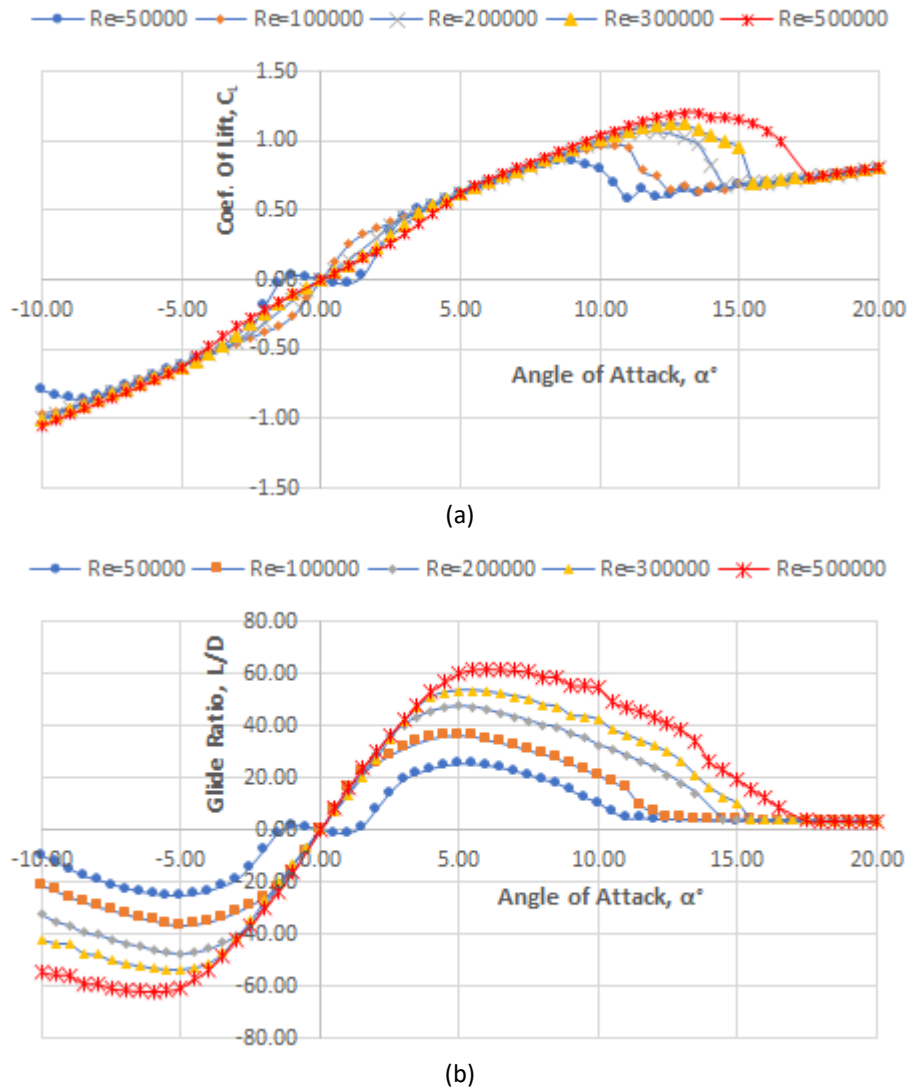 Re=50000 Re=100000 Re=200000 Re=300000 Re=500000
1.50
1.00
0.50
0.00
-0.50
-1.00
-1.50
Coef. Of Lift, CL
-10.00 -5.00 0.00 5.00 10.00 15.00 20.00
Angle of Attack, α°
(a)
Re=50000 Re=100000 Re=200000 Re=300000 Re=500000
80.00
60.00
40.00
20.00
0.00
-20.00
-40.00
-60.00
-80.00
Glide Ratio, L/D
-10.00 -5.00 0.00 5.00 10.00 15.00 20.00
Angle of Attack, α°
(b)